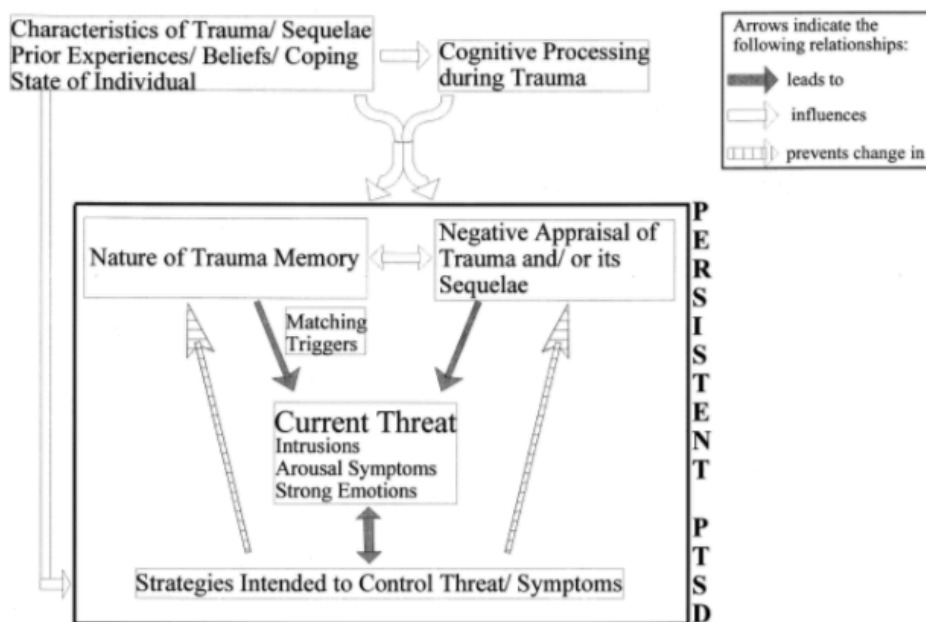 Characteristics of Trauma/ Sequelae
Prior Experiences/ Beliefs/ Coping
State of Individual
Cognitive Processing
during Trauma
Arrows indicate the
following relationships:
leads to
influences
prevents change in
Nature of Trauma Memory
Negative Appraisal of
Trauma and/ or its
Sequelae
Matching
Triggers
Current Threat
Intrusions
Arousal Symptoms
Strong Emotions
Strategies Intended to Control Threat/ Symptoms
PERSISTENT PTSD